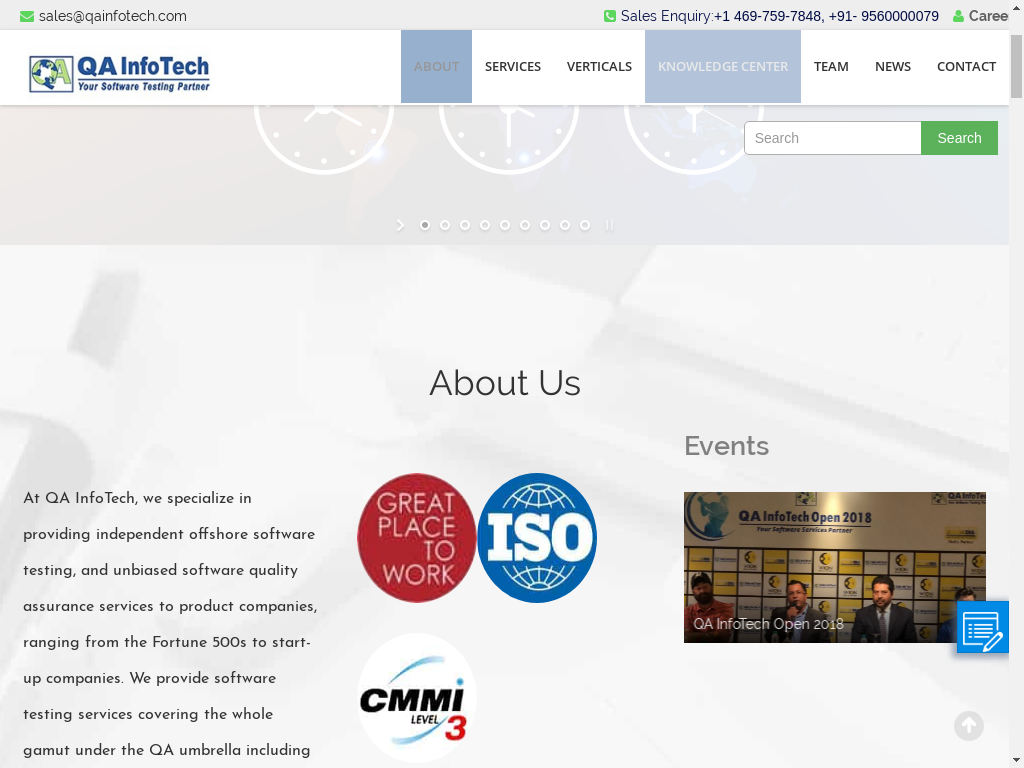 sales@qainfotech.com
Sales Enquiry:+1 469-759-7848, +91- 9560000079
Caree
QA InfoTech
Your Software Testing Partner
ABOUT
SERVICES
VERTICALS
KNOWLEDGE CENTER
TEAM
NEWS
CONTACT
Search
Search
About Us
Events
At QA InfoTech, we specialize in
providing independent offshore software
testing, and unbiased software quality
assurance services to product companies,
ranging from the Fortune 500s to start-
up companies. We provide software
testing services covering the whole
gamut under the QA umbrella including
GREAT
PLACE
TO
WORK
ISO
CMMi
LEVEL 3
QA InfoTech Open 2018
Your Software Services Partner
QA InfoTech Open 2018